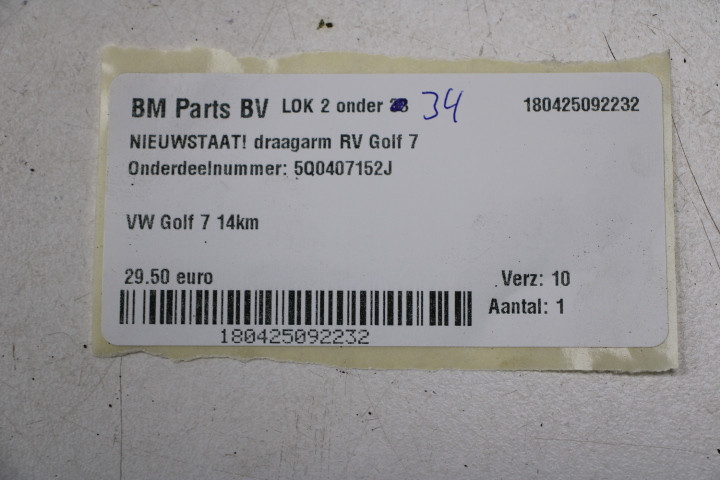 BM Parts BV LOK 2 onder 34 180425092232
NIEUWSTAAT! draagarm RV Golf 7
Onderdeelnummer: 5Q0407152J
VW Golf 7 14km
29.50 euro Verz: 10
Aantal: 1
180425092232